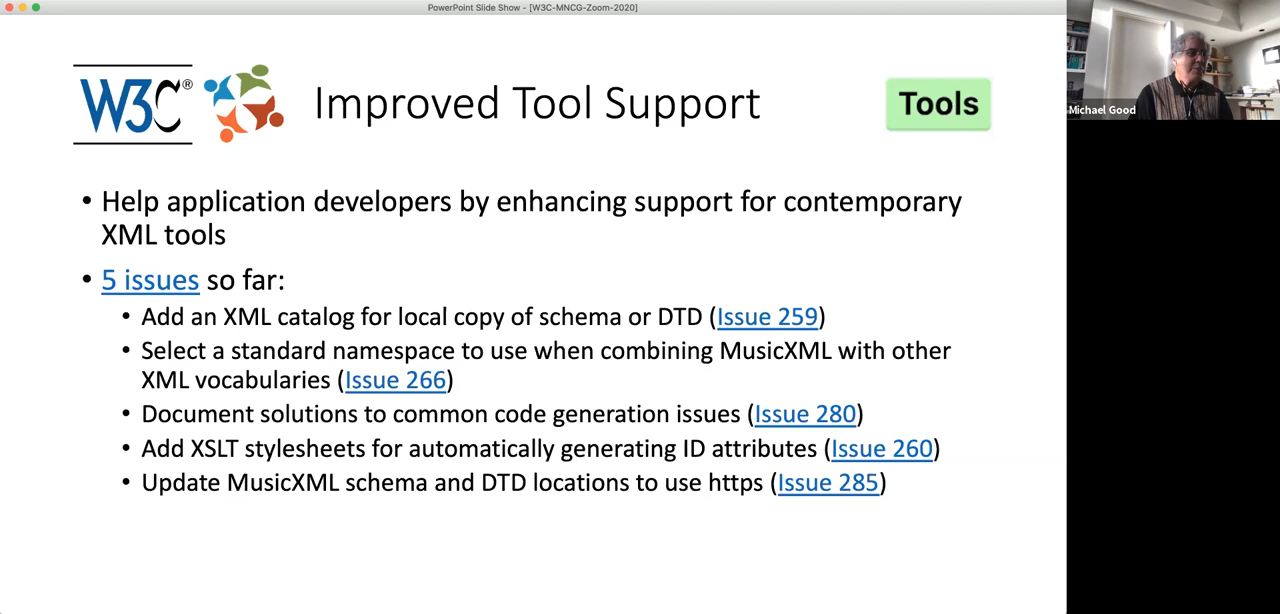 PowerPoint Slide Show - [W3C-MNCG-Zoom-2020]
W3C®
Improved Tool Support
Tools
Michael Good
• Help application developers by enhancing support for contemporary
XML tools
• 5 issues so far:
• Add an XML catalog for local copy of schema or DTD (Issue 259)
• Select a standard namespace to use when combining MusicXML with other
XML vocabularies (Issue 266)
• Document solutions to common code generation issues (Issue 280)
• Add XSLT stylesheets for automatically generating ID attributes (Issue 260)
• Update MusicXML schema and DTD locations to use https (Issue 285)